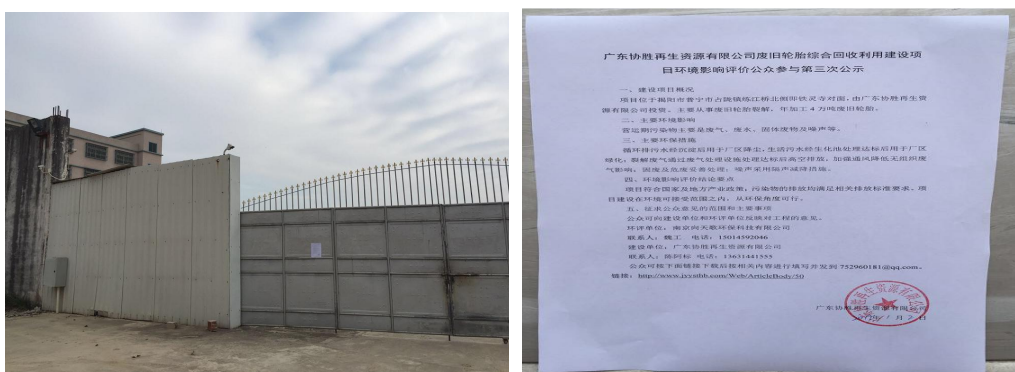 广东协胜再生资源有限公司废旧轮胎综合回收利用建设项
目环境影响评价公众参与第三次公示
一、建设项目概况
项目位于揭阳市普宁市占陇镇练江桥北侧即铁灵寺对面，由广东协胜再生资
源有限公司投资。主要从事废旧轮胎裂解，年加工4万吨废旧轮胎。
二、主要环境影响
营运期污染物主要是废气、废水、固体废物及噪声等。
三、主要环保措施
循环排污水经沉淀后用于厂区降尘，生活污水经生化池处理达标后用于厂区
绿化；裂解废气通过废气处理设施处理达标后高空排放，加强通风降低无组织废
气影响；固废及危废妥善处理；噪声采用隔声减降措施。
四、环境影响评价结论要点
项目符合国家及地方产业政策；污染物的排放均满足相关排放标准要求。项
目建设在环境可接受范围之内，从环保角度可行。
五、征求公众意见的范围和主要事项
公众可向建设单位和环评单位反映对工程的意见。
环评单位：南京向天歌环保科技有限公司
联系人：魏工 电话：15014592046
建设单位：广东协胜再生资源有限公司
联系人：陈同标 电话：13631441555
公众可按下面链接下载后按相关内容进行填写并发到 752960181@qq.com。
链接：http://www.jyxthb.com/Web/ArticleBody/50
广东协胜再生资源有限